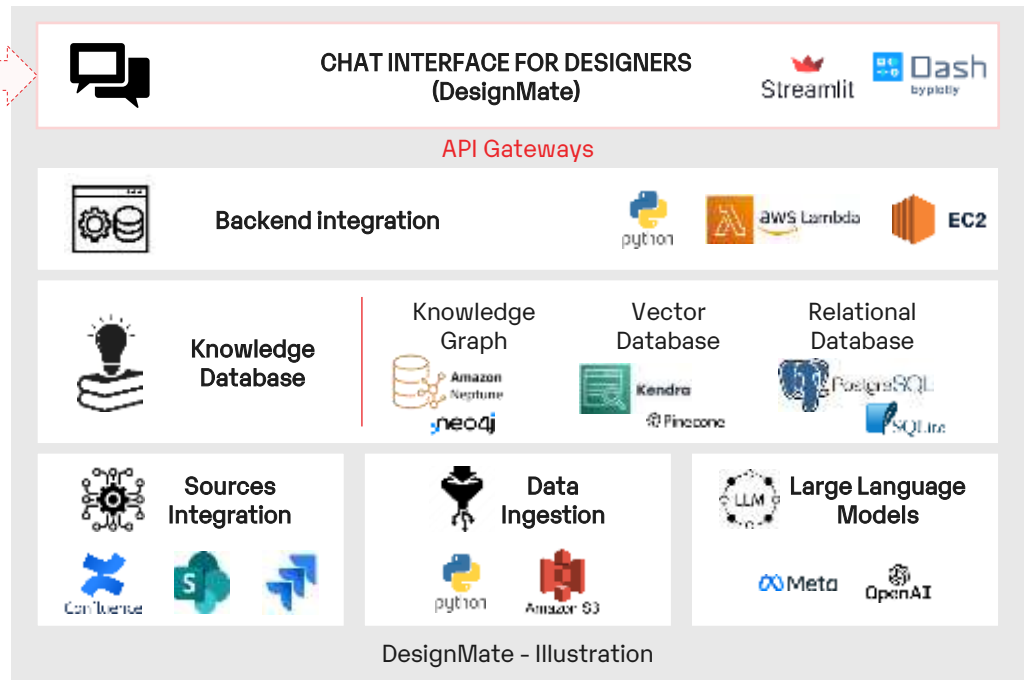 CHAT INTERFACE FOR DESIGNERS
(DesignMate)
Streamlit
Dash
by plotly
API Gateways
Backend integration
python
aws Lambda
EC2
Knowledge
Database
Knowledge
Graph
Amazon
Neptune
neo4j
Vector
Database
Kendra
Pinecone
Relational
Database
PostgreSQL
SQLite
Sources
Integration
Confluence
S
Data
Ingestion
python
Amazon S3
LLM
Large Language
Models
Meta
OpenAI
DesignMate - Illustration